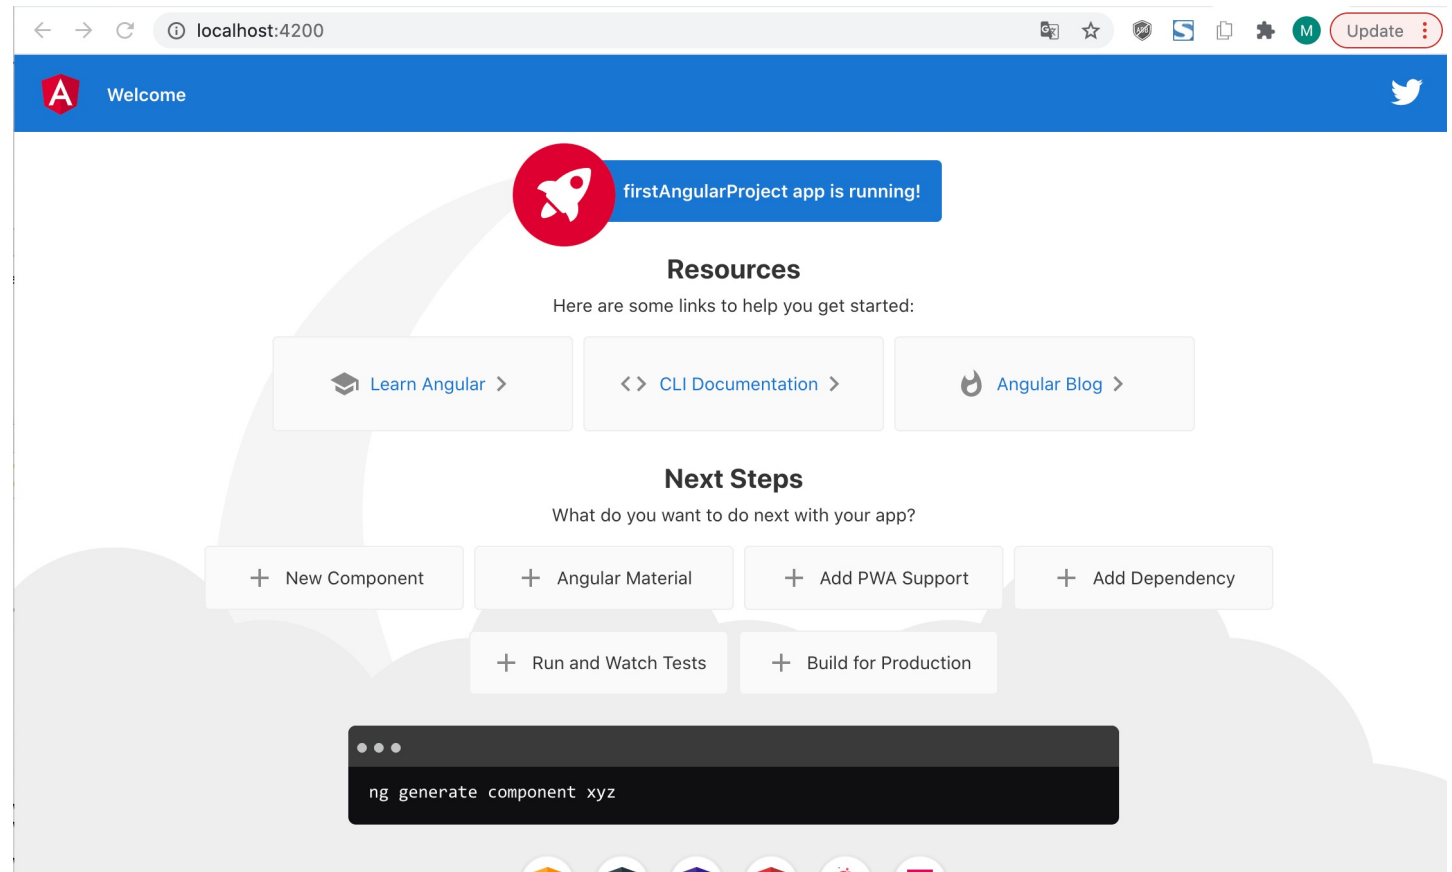 localhost:4200
M
Update
A
Welcome
firstAngularProject app is running!
Resources
Here are some links to help you get started:
Learn Angular
CLI Documentation
Angular Blog
Next Steps
What do you want to do next with your app?
New Component
Angular Material
Add PWA Support
Add Dependency
Run and Watch Tests
Build for Production
ng generate component xyz